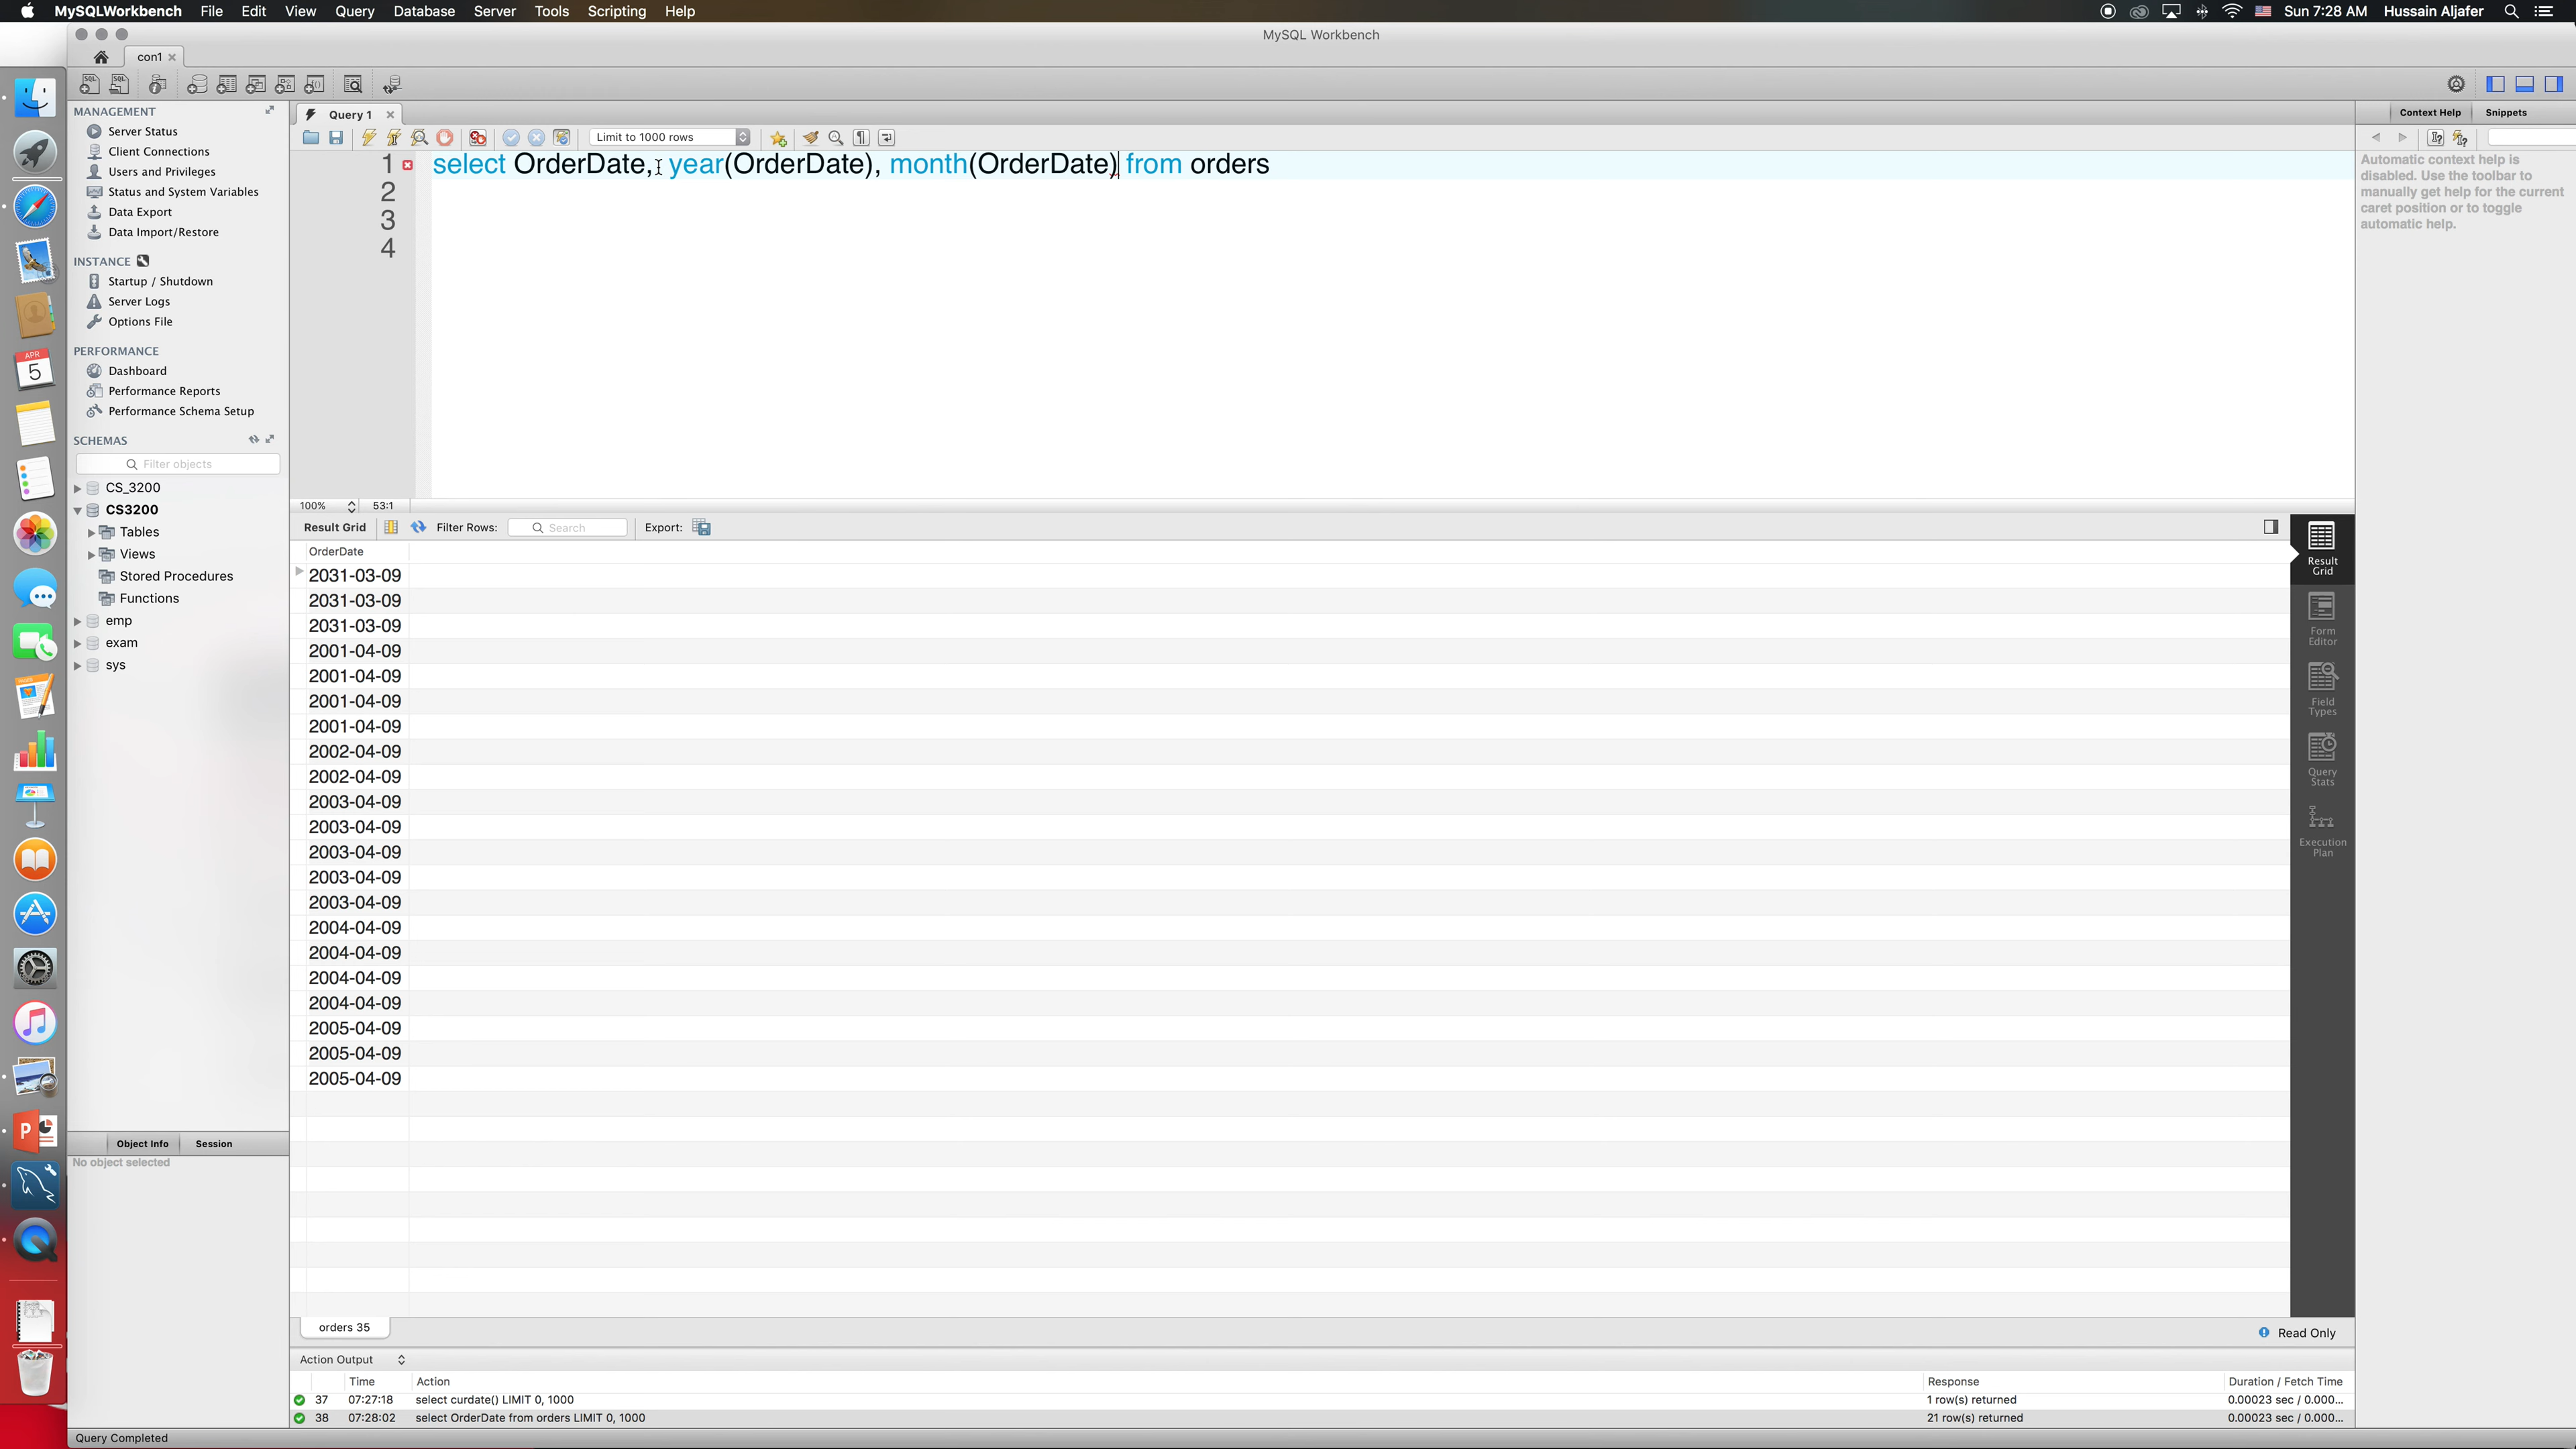 MySQLWorkbench File Edit View Query Database Server Tools Scripting Help Sun 7:28 AM Hussain Aljafer
MySQL Workbench
con1
MANAGEMENT
Server Status
Client Connections
Users and Privileges
Status and System Variables
Data Export
Data Import/Restore
INSTANCE
Startup / Shutdown
Server Logs
Options File
PERFORMANCE
Dashboard
Performance Reports
Performance Schema Setup
SCHEMAS
Filter objects
CS_3200
CS3200
Tables
Views
Stored Procedures
Functions
emp
exam
sys
Object Info Session
No object selected
Query 1
Limit to 1000 rows
1 select OrderDate, year(OrderDate), month(OrderDate) from orders
2
3
4
100% 53:1
Result Grid Filter Rows: Search Export:
OrderDate
2031-03-09
2031-03-09
2031-03-09
2001-04-09
2001-04-09
2001-04-09
2001-04-09
2002-04-09
2002-04-09
2003-04-09
2003-04-09
2003-04-09
2003-04-09
2003-04-09
2004-04-09
2004-04-09
2004-04-09
2004-04-09
2005-04-09
2005-04-09
2005-04-09
Result Grid
Form Editor
Field Types
Query Stats
Execution Plan
orders 35
Read Only
Action Output
Time Action Response Duration / Fetch Time
37 07:27:18 select curdate() LIMIT 0, 1000 1 row(s) returned 0.00023 sec / 0.000...
38 07:28:02 select OrderDate from orders LIMIT 0, 1000 21 row(s) returned 0.00023 sec / 0.000...
Query Completed
Context Help Snippets
Automatic context help is
disabled. Use the toolbar to
manually get help for the current
caret position or to toggle
automatic help.
APR
5